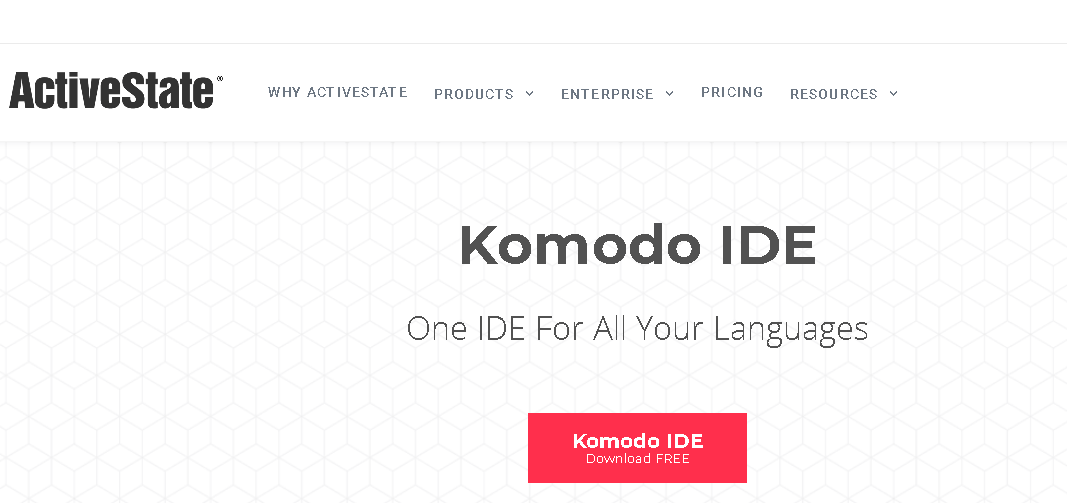 ActiveState®
WHY ACTIVESTATE PRODUCTS ENTERPRISE PRICING RESOURCES
Komodo IDE
One IDE For All Your Languages
Komodo IDE
Download FREE